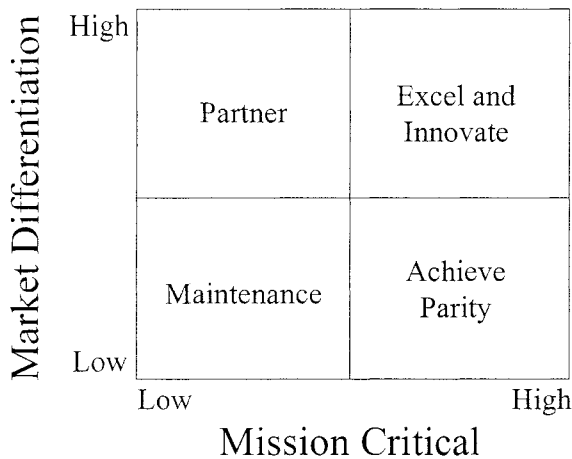 Market Differentiation
High
Partner
Excel and
Innovate
Maintenance
Achieve
Parity
Low
Low
High
Mission Critical